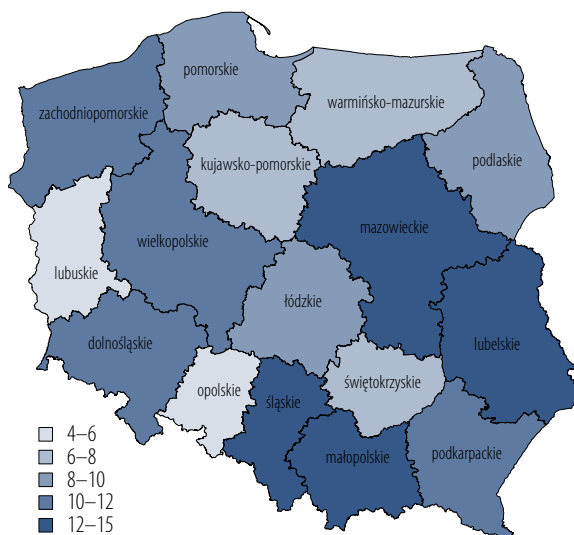 pomorskie
zachodniopomorskie
warmińsko-mazurskie
podlaskie
kujawsko-pomorskie
mazowieckie
wielkopolskie
lubuskie
łódzkie
dolnośląskie
lubelskie
opolskie
śląskie
świętokrzyskie
małopolskie
podkarpackie
4–6
6–8
8–10
10–12
12–15